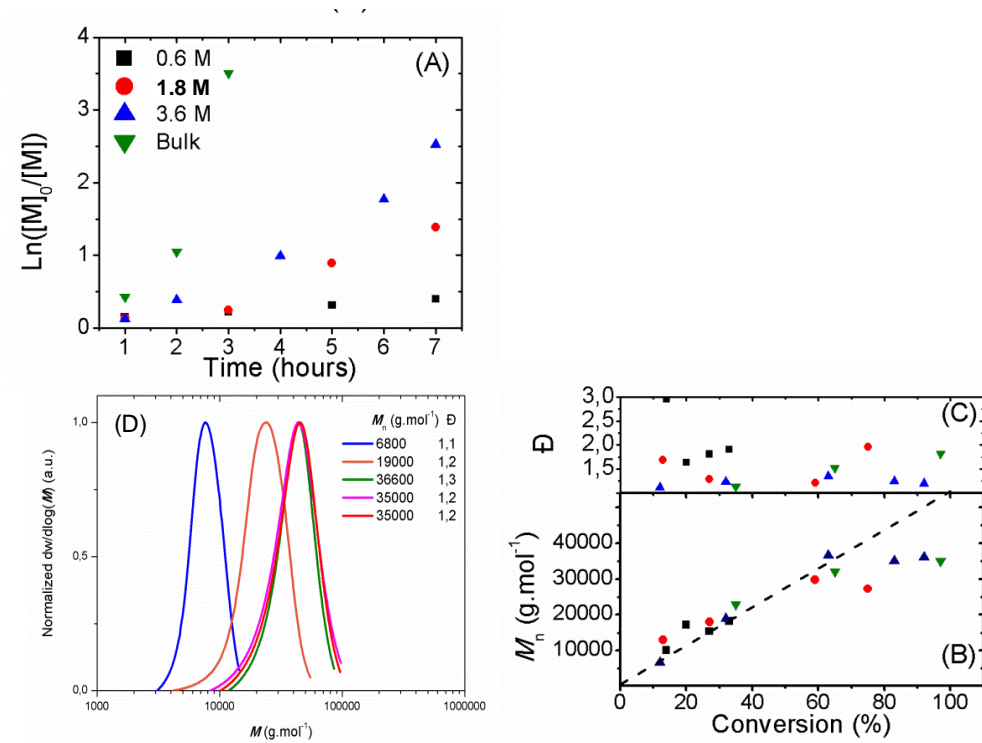 (A)
0.6 M
1.8 M
3.6 M
Bulk
4
3
2
1
0
Ln([M]₀/[M])
1 2 3 4 5 6 7
Time (hours)
(D)
Mn (g.mol⁻¹) Đ
6800 1,1
19000 1,2
36600 1,3
35000 1,2
35000 1,2
1,0
0,5
0,0
Normalized dw/dlog(M) (a.u.)
1000 10000 100000 1000000
M (g.mol⁻¹)
(C)
3,0
2,5
2,0
1,5
Đ
40000
30000
20000
10000
Mn (g.mol⁻¹)
(B)
0 20 40 60 80 100
Conversion (%)